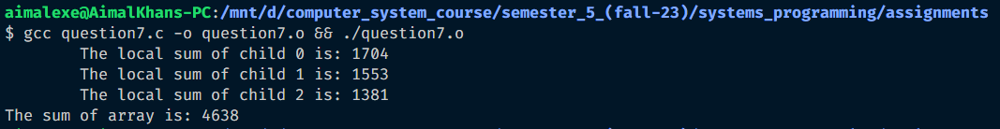 aimalexe@AimalKhans-PC:/mnt/d/computer_system_course/semester_5_(fall-23)/systems_programming/assignments
$ gcc question7.c -o question7.o && ./question7.o
The local sum of child 0 is: 1704
The local sum of child 1 is: 1553
The local sum of child 2 is: 1381
The sum of array is: 4638